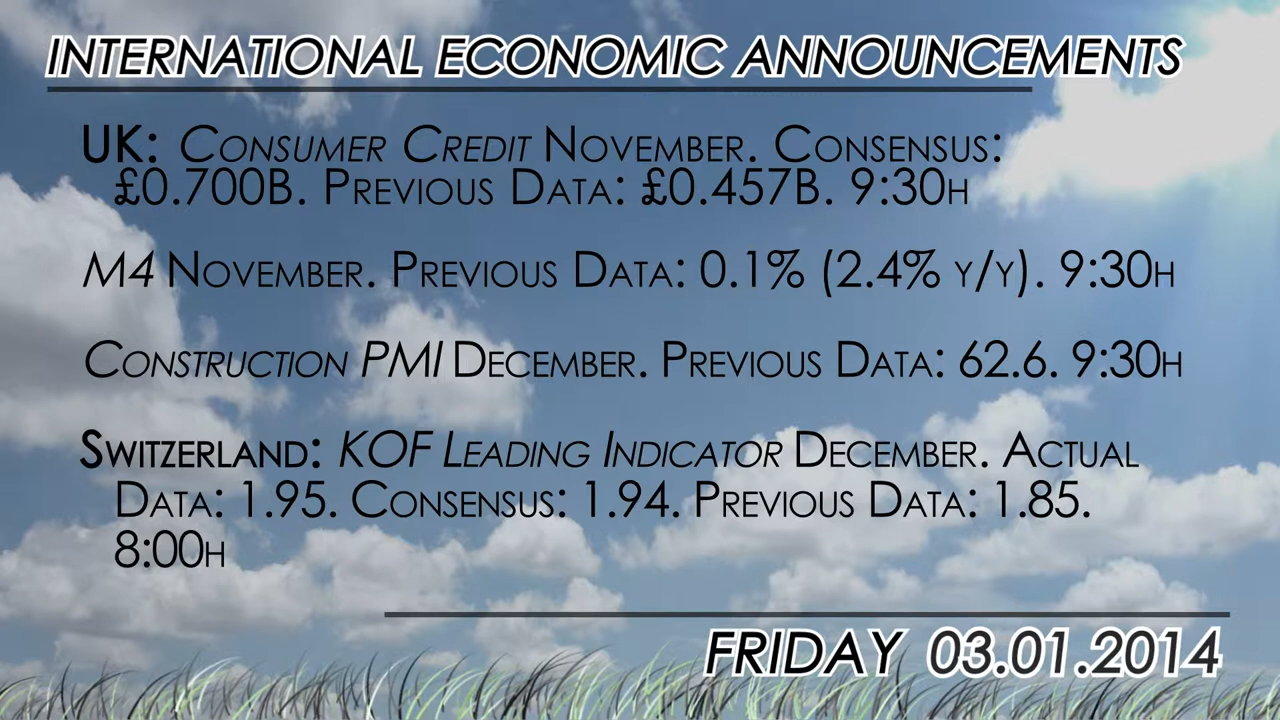 INTERNATIONAL ECONOMIC ANNOUNCEMENTS
UK: CONSUMER CREDIT NOVEMBER. CONSENSUS:
£0.700B. PREVIOUS DATA: £0.457B. 9:30H
M4 NOVEMBER. PREVIOUS DATA: 0.1% (2.4% Y/Y). 9:30H
CONSTRUCTION PMI DECEMBER. PREVIOUS DATA: 62.6. 9:30H
SWITZERLAND: KOF LEADING INDICATOR DECEMBER. ACTUAL
DATA: 1.95. CONSENSUS: 1.94. PREVIOUS DATA: 1.85.
8:00H
FRIDAY 03.01.2014